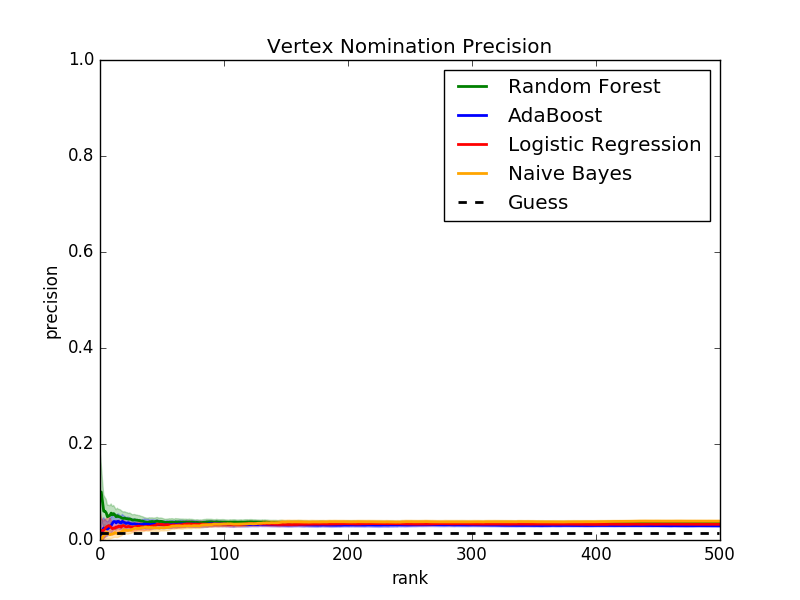 Vertex Nomination Precision
1.0
0.8
0.6
0.4
0.2
0.0
precision
Random Forest
AdaBoost
Logistic Regression
Naive Bayes
Guess
0 100 200 300 400 500
rank